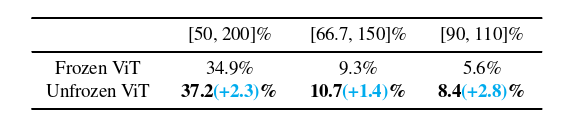 [50, 200]% [66.7, 150]% [90, 110]%
Frozen ViT 34.9% 9.3% 5.6%
Unfrozen ViT 37.2(+2.3)% 10.7(+1.4)% 8.4(+2.8)%